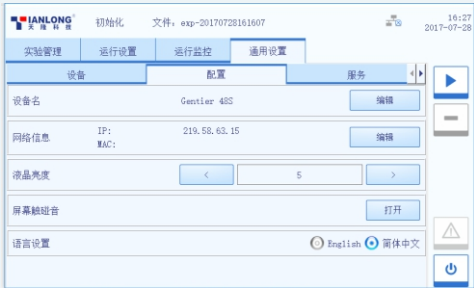 TIANLONG 天隆科技
初始化 文件: exp-20170728161607
16:27
2017-07-28
实验管理 运行设置 运行监控 通用设置
设备 配置 服务
设备名 Gentier 48S 编辑
网络信息 IP: 219.58.63.15 编辑
MAC:
液晶亮度 < 5 >
屏幕触碰音 打开
语言设置 English 简体中文